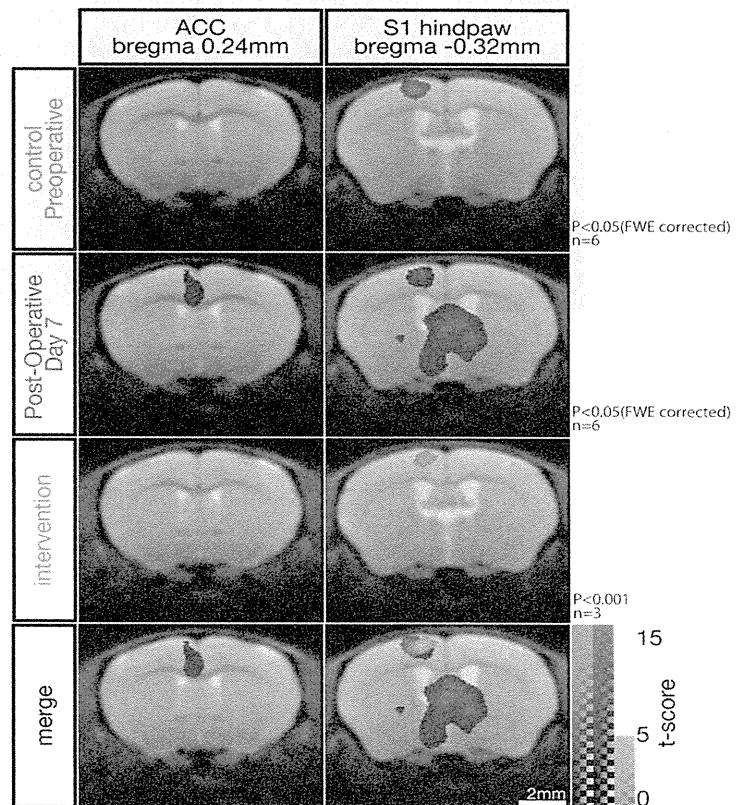 ACC
bregma 0.24mm
S1 hindpaw
bregma -0.32mm
control
Preoperative
P<0.05(FWE corrected)
n=6
Post-Operative
Day 7
P<0.05(FWE corrected)
n=6
intervention
P<0.001
n=3
merge
2mm
15
5
0
t-score